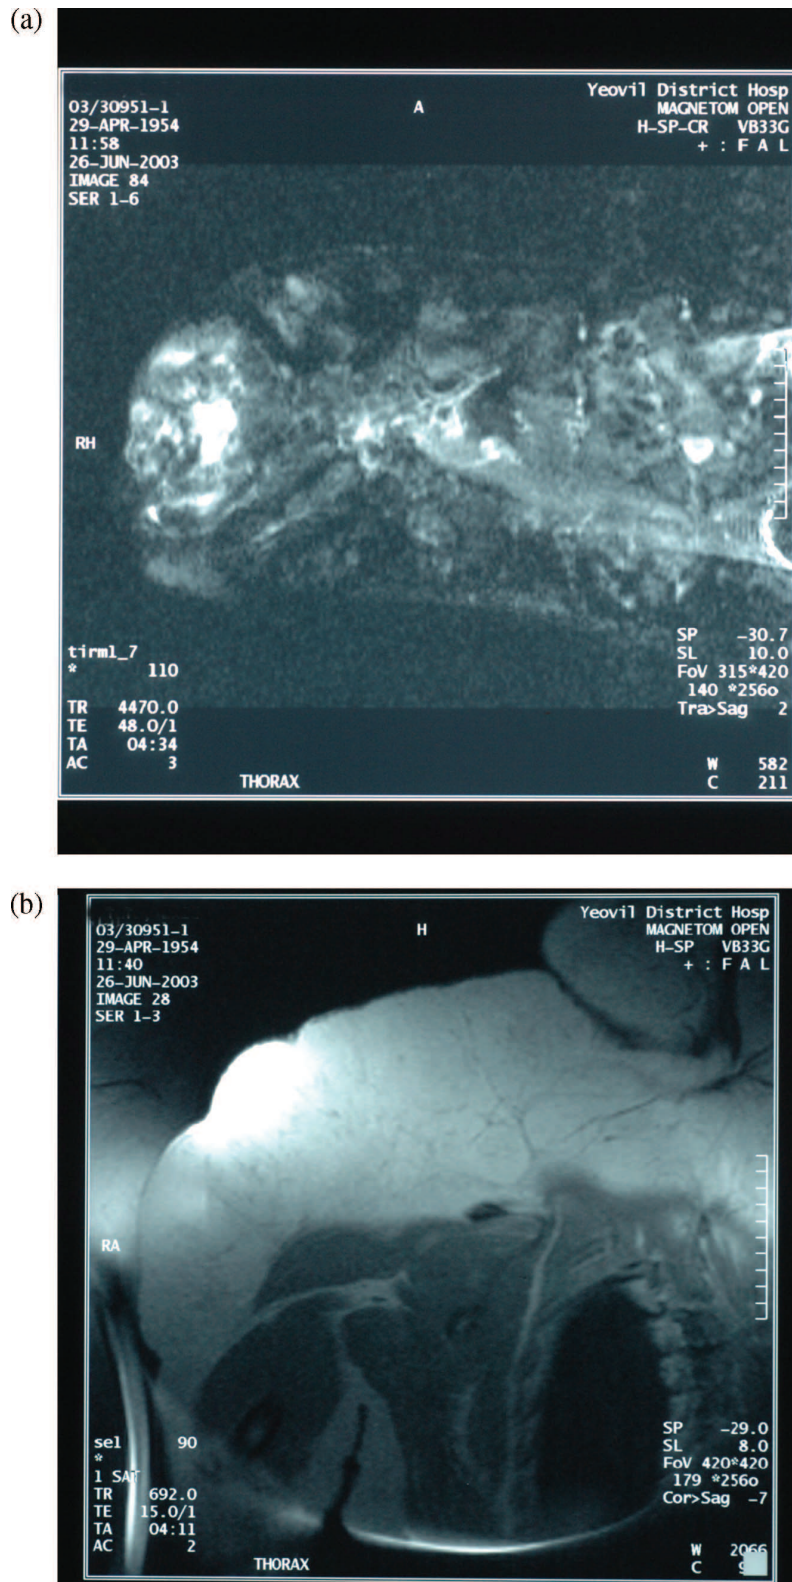 (a)
Yeovil District Hosp
03/30951-1
A
MAGNETOM OPEN
29-APR-1954
H-SP-CR VB33G
11:58
+ : F A L
26-JUN-2003
IMAGE 84
SER 1-6
RH
SP -30.7
tirml_7
SL 10.0
* 110
FoV 315*420
140 *256o
TR 4470.0
Tra>Sag 2
TE 48.0/1
TA 04:34
AC 3
W 582
THORAX
C 211
(b)
Yeovil District Hosp
03/30951-1
H
MAGNETOM OPEN
29-APR-1954
H-SP VB33G
11:40
+ : F A L
26-JUN-2003
IMAGE 28
SER 1-3
RA
SP -29.0
sel 90
SL 8.0
*
FoV 420*420
179 *256o
TR 692.0
Cor>Sag -7
TE 15.0/1
TA 04:11
AC 2
W 2066
THORAX
C